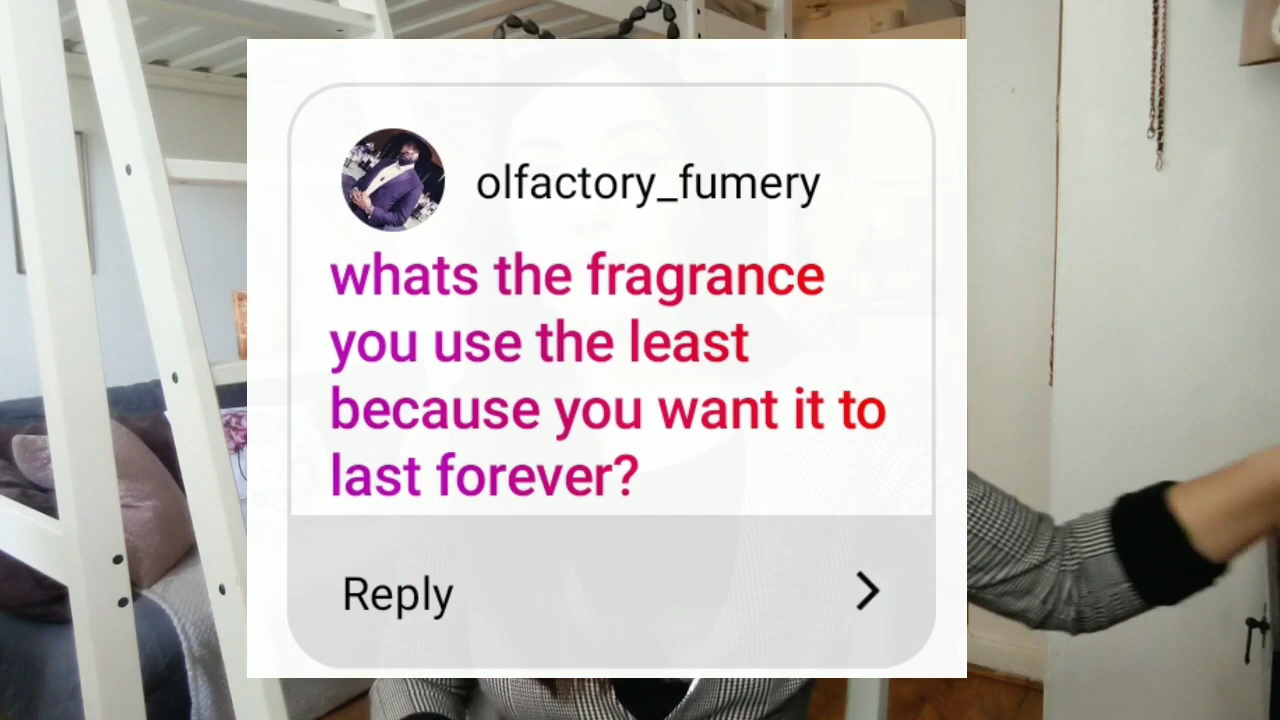 olfactory_fumery
whats the fragrance
you use the least
because you want it to
last forever?
Reply